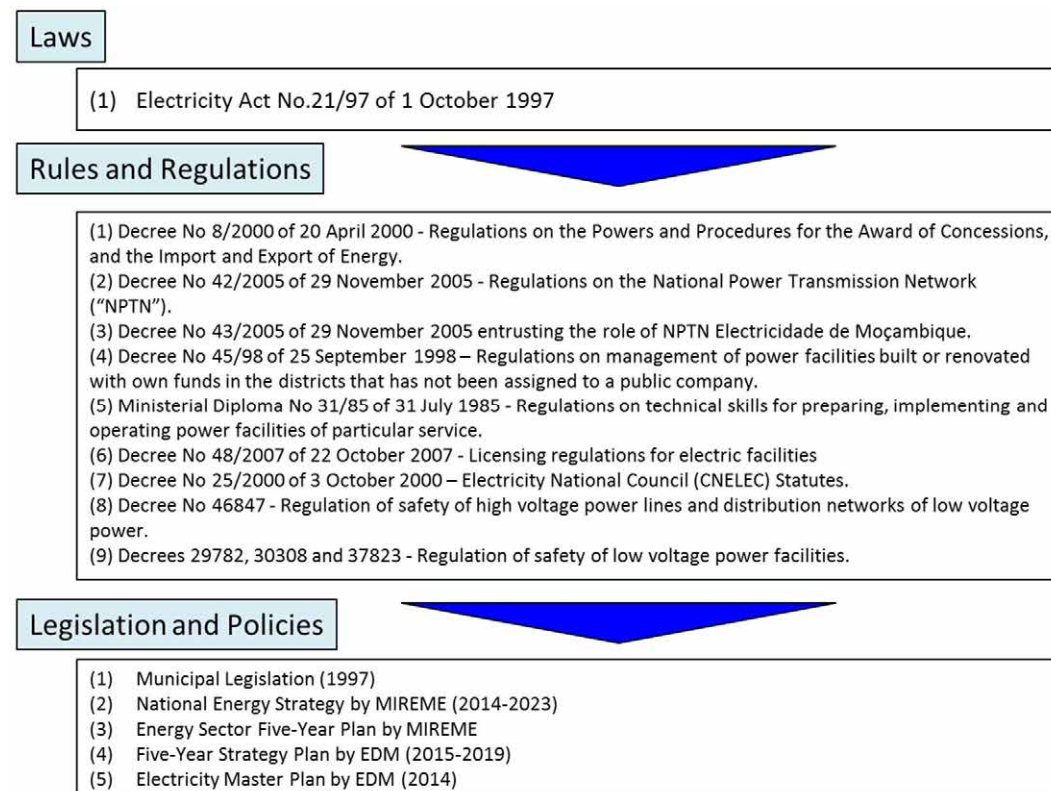 Laws
(1) Electricity Act No.21/97 of 1 October 1997
Rules and Regulations
(1) Decree No 8/2000 of 20 April 2000 - Regulations on the Powers and Procedures for the Award of Concessions,
and the Import and Export of Energy.
(2) Decree No 42/2005 of 29 November 2005 - Regulations on the National Power Transmission Network
(“NPTN”).
(3) Decree No 43/2005 of 29 November 2005 entrusting the role of NPTN Electricidade de Moçambique.
(4) Decree No 45/98 of 25 September 1998 – Regulations on management of power facilities built or renovated
with own funds in the districts that has not been assigned to a public company.
(5) Ministerial Diploma No 31/85 of 31 July 1985 - Regulations on technical skills for preparing, implementing and
operating power facilities of particular service.
(6) Decree No 48/2007 of 22 October 2007 - Licensing regulations for electric facilities
(7) Decree No 25/2000 of 3 October 2000 – Electricity National Council (CNELEC) Statutes.
(8) Decree No 46847 - Regulation of safety of high voltage power lines and distribution networks of low voltage
power.
(9) Decrees 29782, 30308 and 37823 - Regulation of safety of low voltage power facilities.
Legislation and Policies
(1) Municipal Legislation (1997)
(2) National Energy Strategy by MIREME (2014-2023)
(3) Energy Sector Five-Year Plan by MIREME
(4) Five-Year Strategy Plan by EDM (2015-2019)
(5) Electricity Master Plan by EDM (2014)